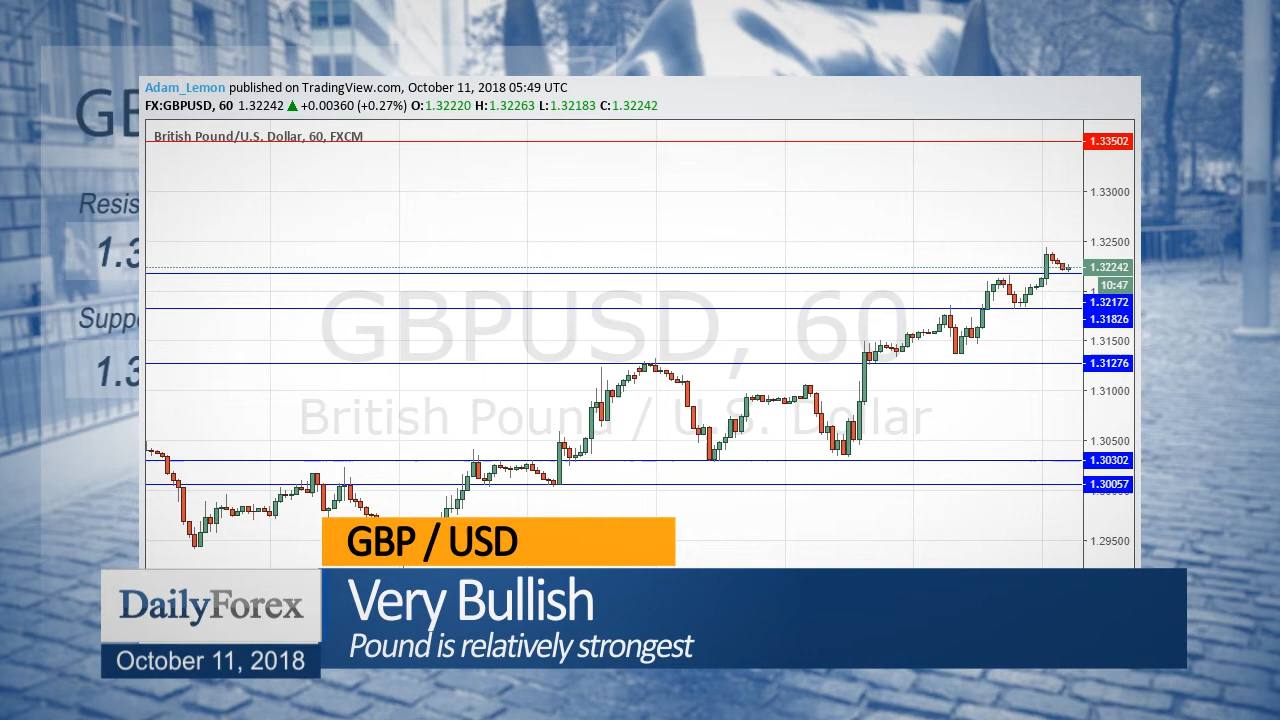 Adam_Lemon published on TradingView.com, October 11, 2018 05:49 UTC
FX:GBPUSD, 60 1.32242 ▲ +0.00360 (+0.27%) O:1.32220 H:1.32263 L:1.32183 C:1.32242
GB
British Pound/U.S. Dollar, 60, FXCM
1.33502
1.33000
Resis
1.3
1.32500
1.32242
10:47
1.32172
Suppo
1.31826
GBPUSD, 60
1.31500
1.3
1.31276
1.31000
British Pound / U.S. Dollar
1.30500
1.30302
1.30057
1.29500
GBP / USD
DailyForex
Very Bullish
Pound is relatively strongest
October 11, 2018